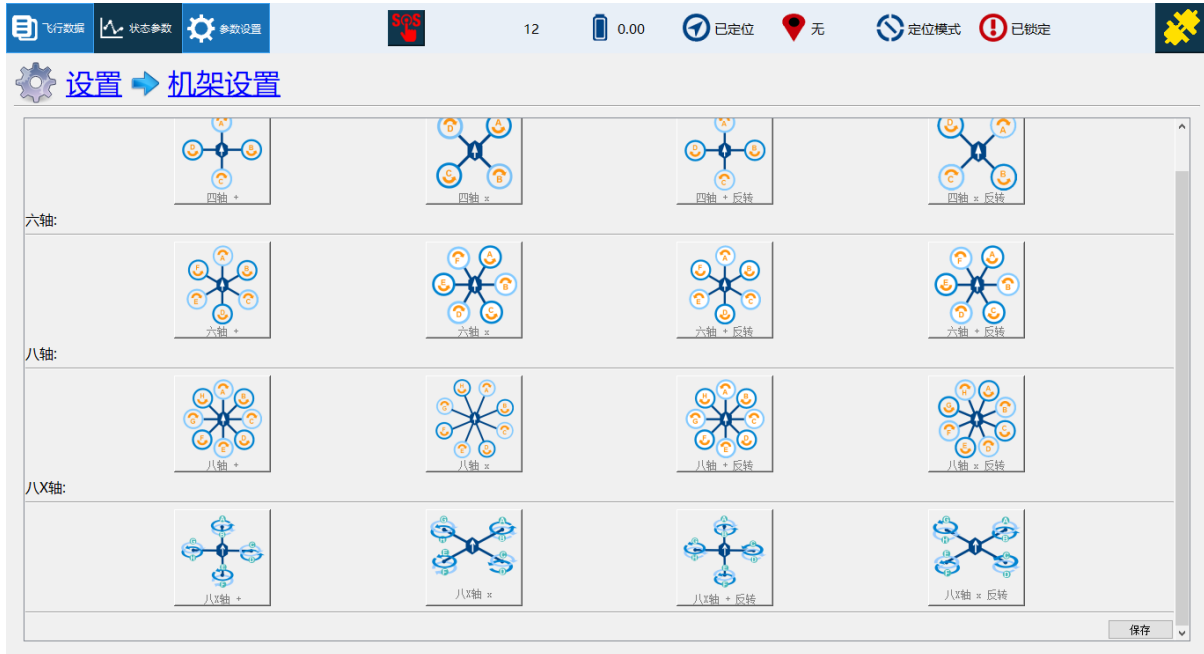 飞行数据 状态参数 参数设置 SOS 12 0.00 已定位 无 定位模式 已锁定
设置 机架设置
四轴 + 四轴 x 四轴 + 反转 四轴 x 反转
六轴:
六轴 + 六轴 x 六轴 + 反转 六轴 + 反转
八轴:
八轴 + 八轴 x 八轴 + 反转 八轴 x 反转
八X轴:
八X轴 + 八X轴 x 八X轴 + 反转 八X轴 x 反转
保存